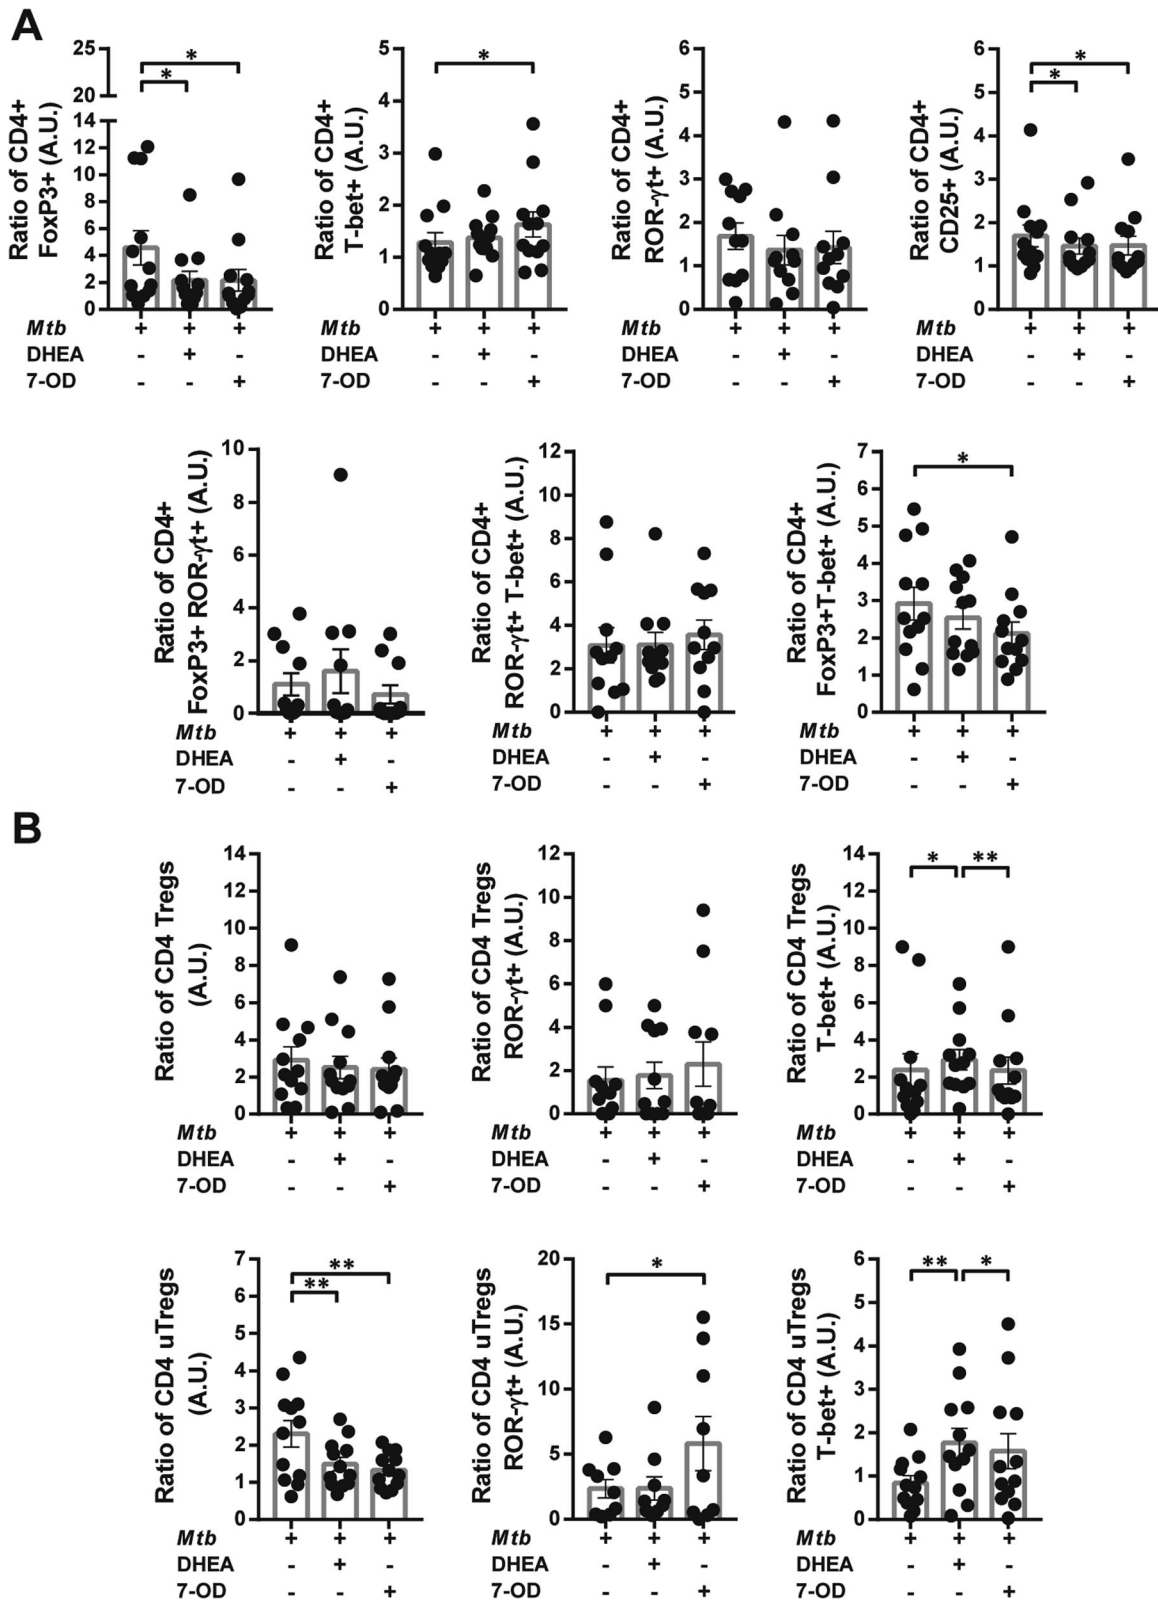 A
Ratio of CD4+
FoxP3+ (A.U.)
25
20
14
12
10
8
6
4
2
0
*
*
Mtb + + +
DHEA - + -
7-OD - - +
Ratio of CD4+
T-bet+ (A.U.)
5
4
3
2
1
0
*
Mtb + + +
DHEA - + -
7-OD - - +
Ratio of CD4+
ROR-γt+ (A.U.)
6
5
4
3
2
1
0
Mtb + + +
DHEA - + -
7-OD - - +
Ratio of CD4+
CD25+ (A.U.)
6
5
4
3
2
1
0
*
*
Mtb + + +
DHEA - + -
7-OD - - +
Ratio of CD4+
FoxP3+ ROR-γt+ (A.U.)
10
8
6
4
2
0
Mtb + + +
DHEA - + -
7-OD - - +
Ratio of CD4+
ROR-γt+ T-bet+ (A.U.)
12
10
8
6
4
2
0
Mtb + + +
DHEA - + -
7-OD - - +
Ratio of CD4+
FoxP3+T-bet+ (A.U.)
7
6
5
4
3
2
1
0
*
Mtb + + +
DHEA - + -
7-OD - - +
B
Ratio of CD4 Tregs
(A.U.)
14
12
10
8
6
4
2
0
Mtb + + +
DHEA - + -
7-OD - - +
Ratio of CD4 Tregs
ROR-γt+ (A.U.)
12
10
8
6
4
2
0
Mtb + + +
DHEA - + -
7-OD - - +
Ratio of CD4 Tregs
T-bet+ (A.U.)
14
12
10
8
6
4
2
0
* **
Mtb + + +
DHEA - + -
7-OD - - +
Ratio of CD4 uTregs
(A.U.)
7
6
5
4
3
2
1
0
**
**
Mtb + + +
DHEA - + -
7-OD - - +
Ratio of CD4 uTregs
ROR-γt+ (A.U.)
20
15
10
5
0
*
Mtb + + +
DHEA - + -
7-OD - - +
Ratio of CD4 uTregs
T-bet+ (A.U.)
6
5
4
3
2
1
0
** *
Mtb + + +
DHEA - + -
7-OD - - +